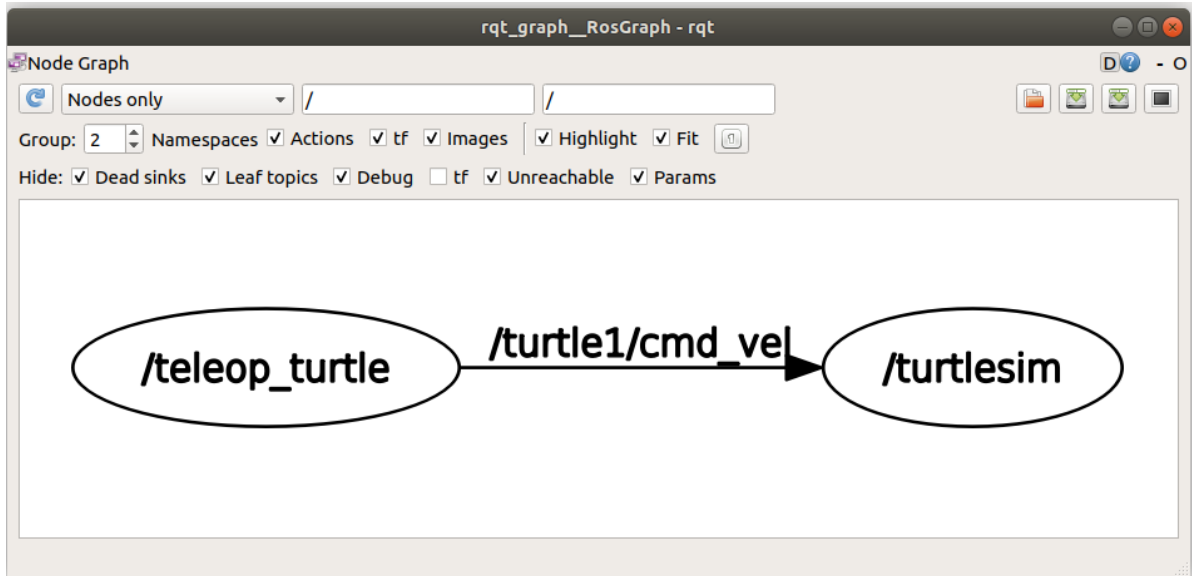 rqt_graph__RosGraph - rqt
Node Graph D ? - O
Nodes only / /
Group: 2 Namespaces Actions tf Images Highlight Fit
Hide: Dead sinks Leaf topics Debug tf Unreachable Params
/teleop_turtle /turtle1/cmd_vel /turtlesim